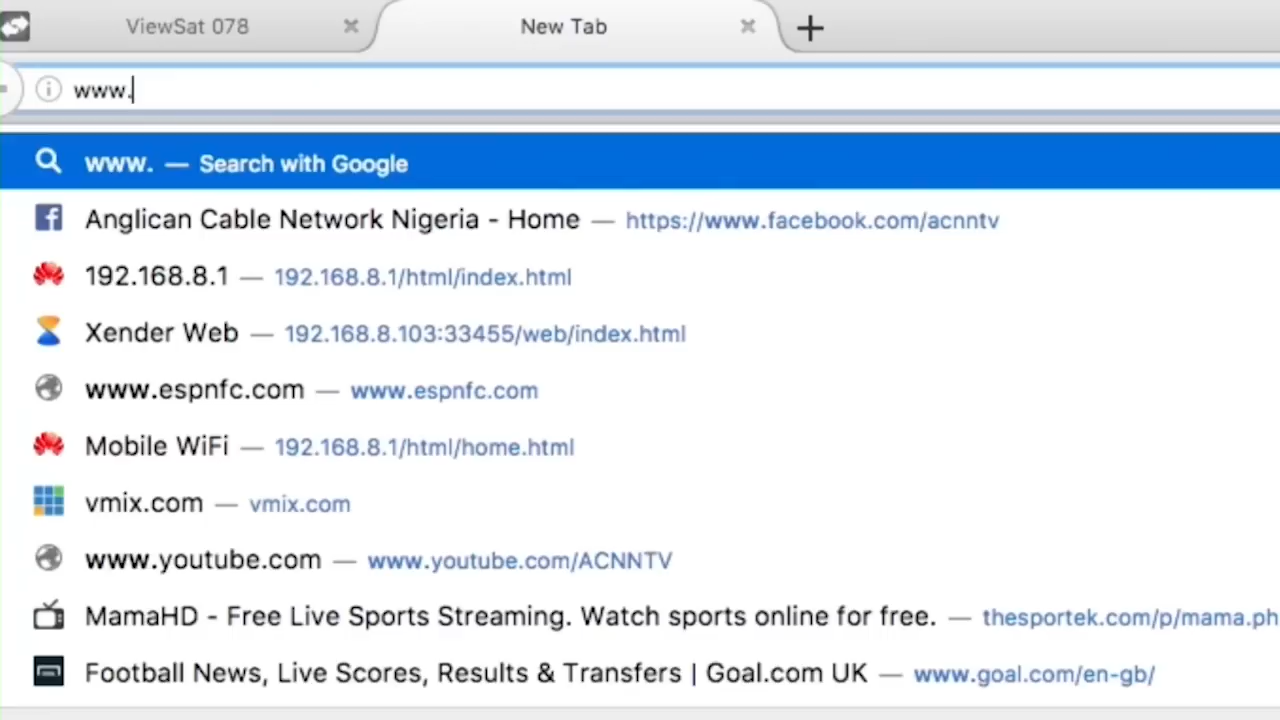 ViewSat 078
New Tab
www.
www. — Search with Google
Anglican Cable Network Nigeria - Home — https://www.facebook.com/acnntv
192.168.8.1 — 192.168.8.1/html/index.html
Xender Web — 192.168.8.103:33455/web/index.html
www.espnfc.com — www.espnfc.com
Mobile WiFi — 192.168.8.1/html/home.html
vmix.com — vmix.com
www.youtube.com — www.youtube.com/ACNNTV
MamaHD - Free Live Sports Streaming. Watch sports online for free. — thesportek.com/p/mama.ph
Football News, Live Scores, Results & Transfers | Goal.com UK — www.goal.com/en-gb/